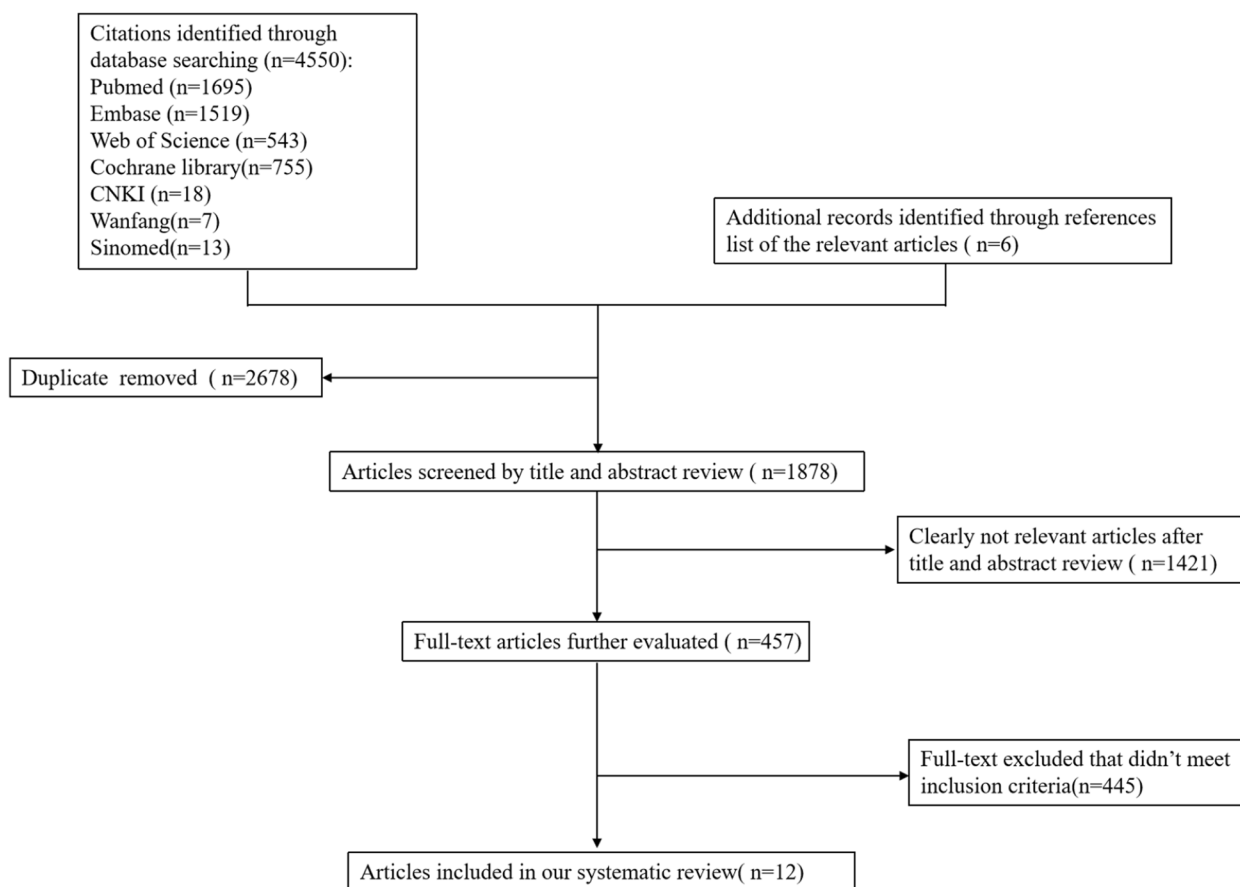 Citations identified through
database searching (n=4550):
Pubmed (n=1695)
Embase (n=1519)
Web of Science (n=543)
Cochrane library(n=755)
CNKI (n=18)
Wanfang(n=7)
Sinomed(n=13)
Additional records identified through references
list of the relevant articles ( n=6)
Duplicate  removed  ( n=2678)
Articles screened by title and abstract review ( n=1878)
Clearly not relevant articles after
title and abstract review ( n=1421)
Full-text articles further evaluated ( n=457)
Full-text excluded that didn’t meet
inclusion criteria(n=445)
Articles included in our systematic review( n=12)